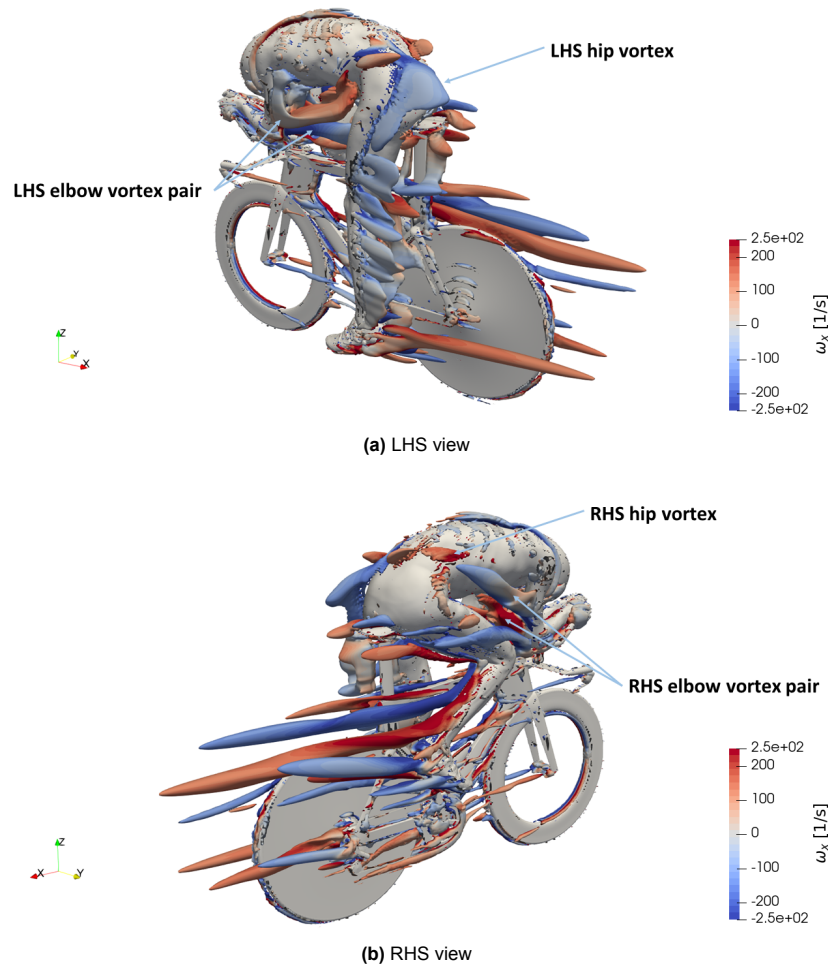 LHS hip vortex
LHS elbow vortex pair
2.5e+02
200
100
0
-100
-200
-2.5e+02
ω_X [1/s]
Z
Y
X
(a) LHS view
RHS hip vortex
RHS elbow vortex pair
2.5e+02
200
100
0
-100
-200
-2.5e+02
ω_X [1/s]
Z
X
Y
(b) RHS view